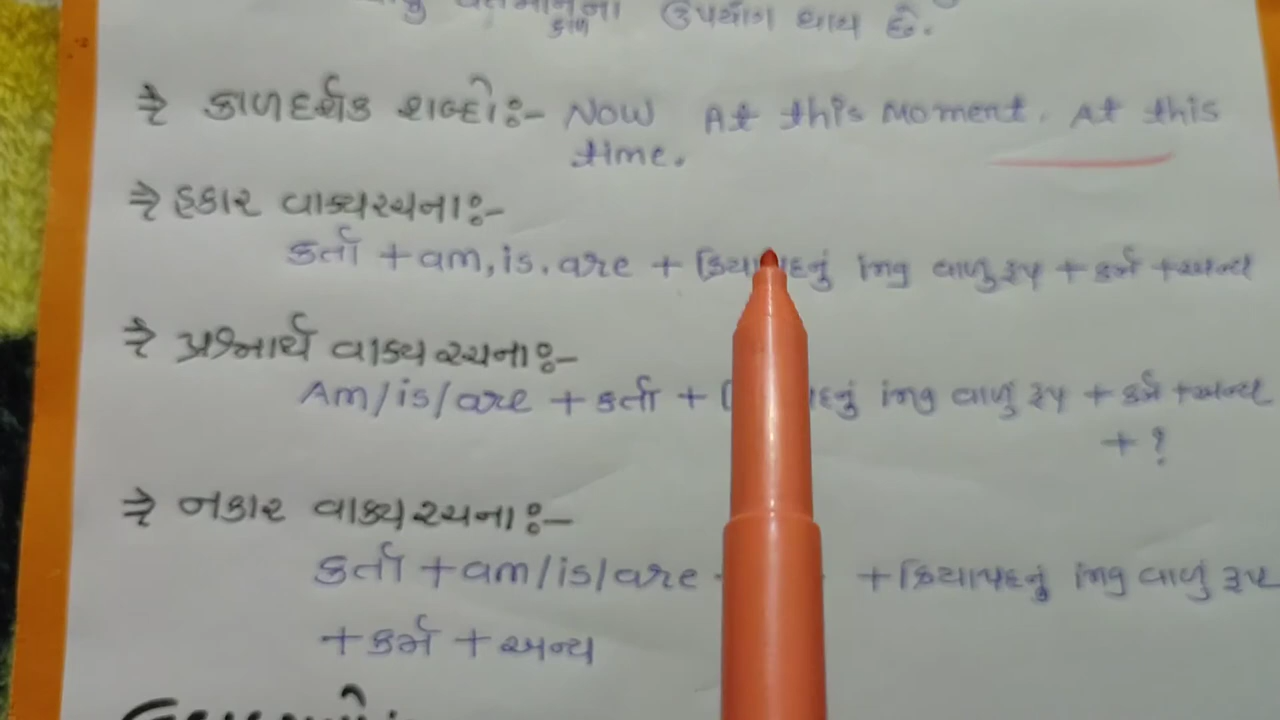 ઉપયોગ થાય છે.
કાળ
⇒ કાળદર્શક શબ્દો:- Now At this Moment. At this
time.
⇒ હકાર વાક્યરચના:-
કર્તા + am, is, are + ક્રિયાપદનું ing વાળું રૂપ + કર્મ + અન્ય
⇒ પ્રશ્નાર્થ વાક્યરચના:-
Am/is/are + કર્તા + ing વાળું રૂપ + કર્મ + અન્ય
+ ?
⇒ નકાર વાક્યરચના:-
કર્તા + am/is/are + ક્રિયાપદનું ing વાળું રૂપ
+ કર્મ + અન્ય